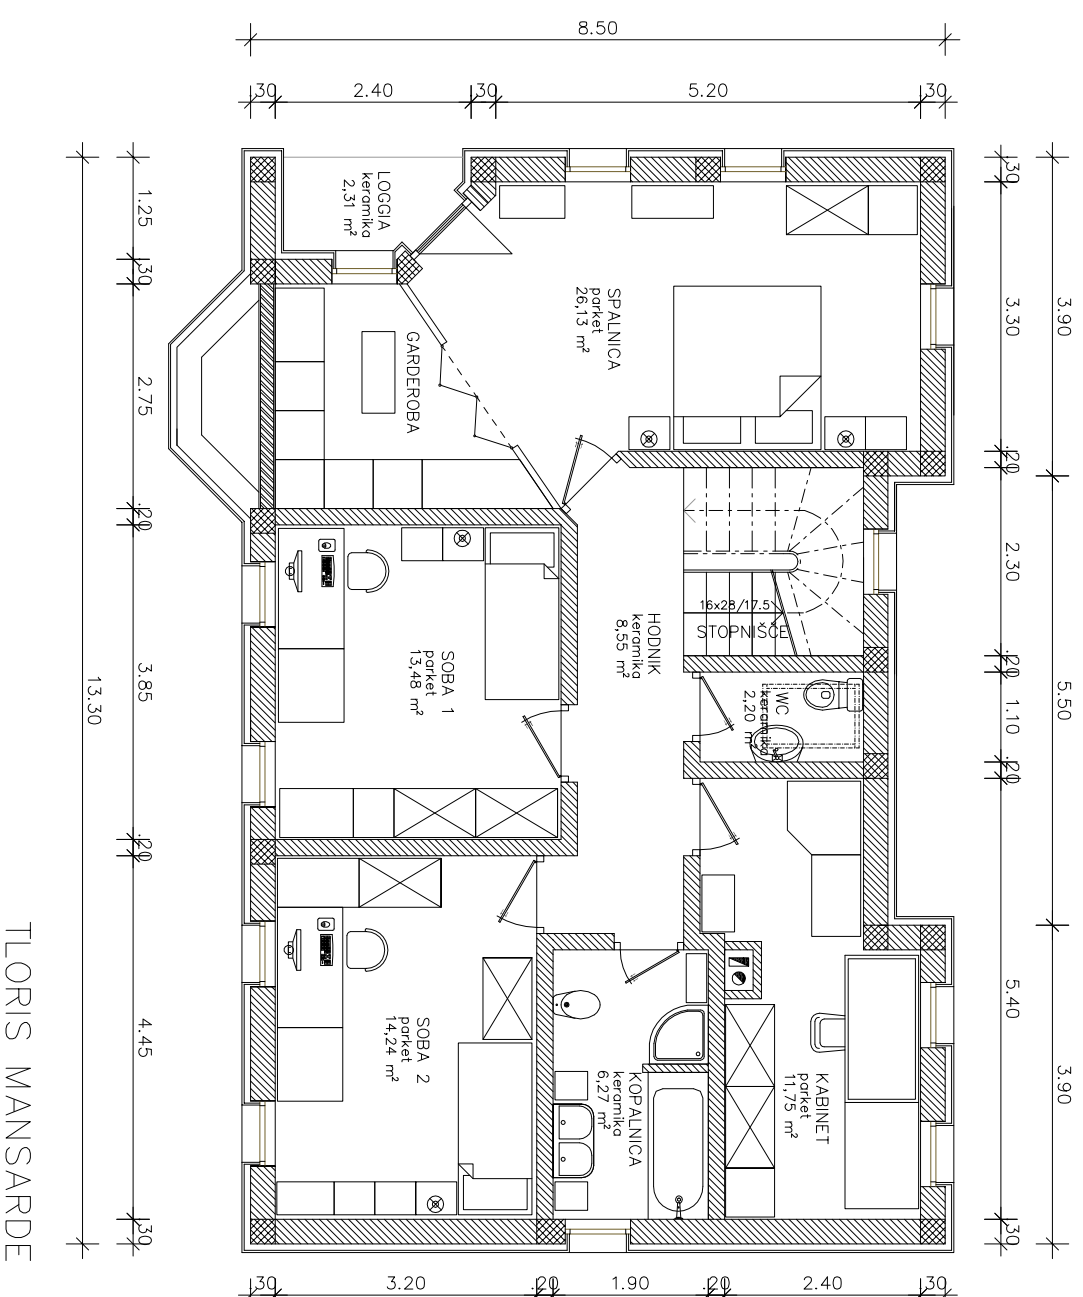 8.50
.30
2.40
.30
5.20
.30
LOGGIA
keramika
2,31 m²
SPALNICA
parket
26,13 m²
GARDEROBA
SOBA 1
parket
13,48 m²
HODNIK
keramika
8,55 m²
16x28/17.5
STOPNIŠČE
WC
keramika
2,20 m²
SOBA 2
parket
14,24 m²
KOPALNICA
keramika
6,27 m²
KABINET
parket
11,75 m²
1.25
.30
2.75
.20
3.85
.20
4.45
.30
13.30
.30
3.30
.20
2.30
.20
1.10
.20
5.40
.30
3.90
5.50
3.90
.30
3.20
.20
1.90
.20
2.40
.30
TLORIS MANSARDE